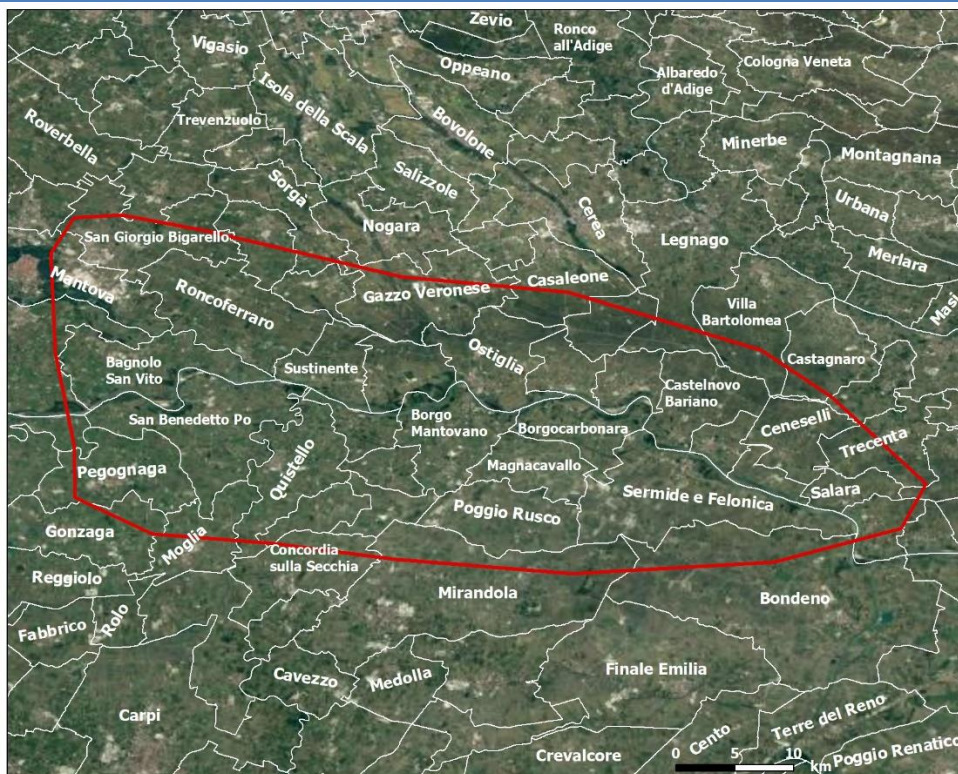 Zevio
Ronco
all'Adige
Vigasio
Oppeano
Cologna Veneta
Albaredo
d'Adige
Isola della Scala
Bovolone
Trevenzuolo
Roverbella
Minerbe
Montagnana
Salizzole
Sorga
Urbana
Cerea
Nogara
San Giorgio Bigarello
Legnago
Merlara
Mantova
Roncoferraro
Gazzo Veronese
Casaleone
Villa
Bartolomea
Masi
Ostiglia
Bagnolo
San Vito
Sustinente
Castagnaro
Castelnovo
Bariano
San Benedetto Po
Borgo
Mantovano
Borgocarbonara
Ceneselli
Trecenta
Quistello
Pegognaga
Magnacavallo
Sermide e Felonica
Salara
Poggio Rusco
Gonzaga
Moglia
Concordia
sulla Secchia
Reggiolo
Mirandola
Bondeno
Rolo
Fabbrico
Finale Emilia
Cavezzo
Medolla
Carpi
Terre del Reno
Cento
Crevalcore
Poggio Renatico
0 5 10
km